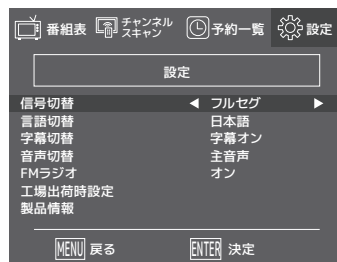 番組表 チャンネルスキャン 予約一覧 設定
設定
信号切替 ◀ フルセグ ▶
言語切替 日本語
字幕切替 字幕オン
音声切替 主音声
FMラジオ オン
工場出荷時設定
製品情報
MENU 戻る ENTER 決定